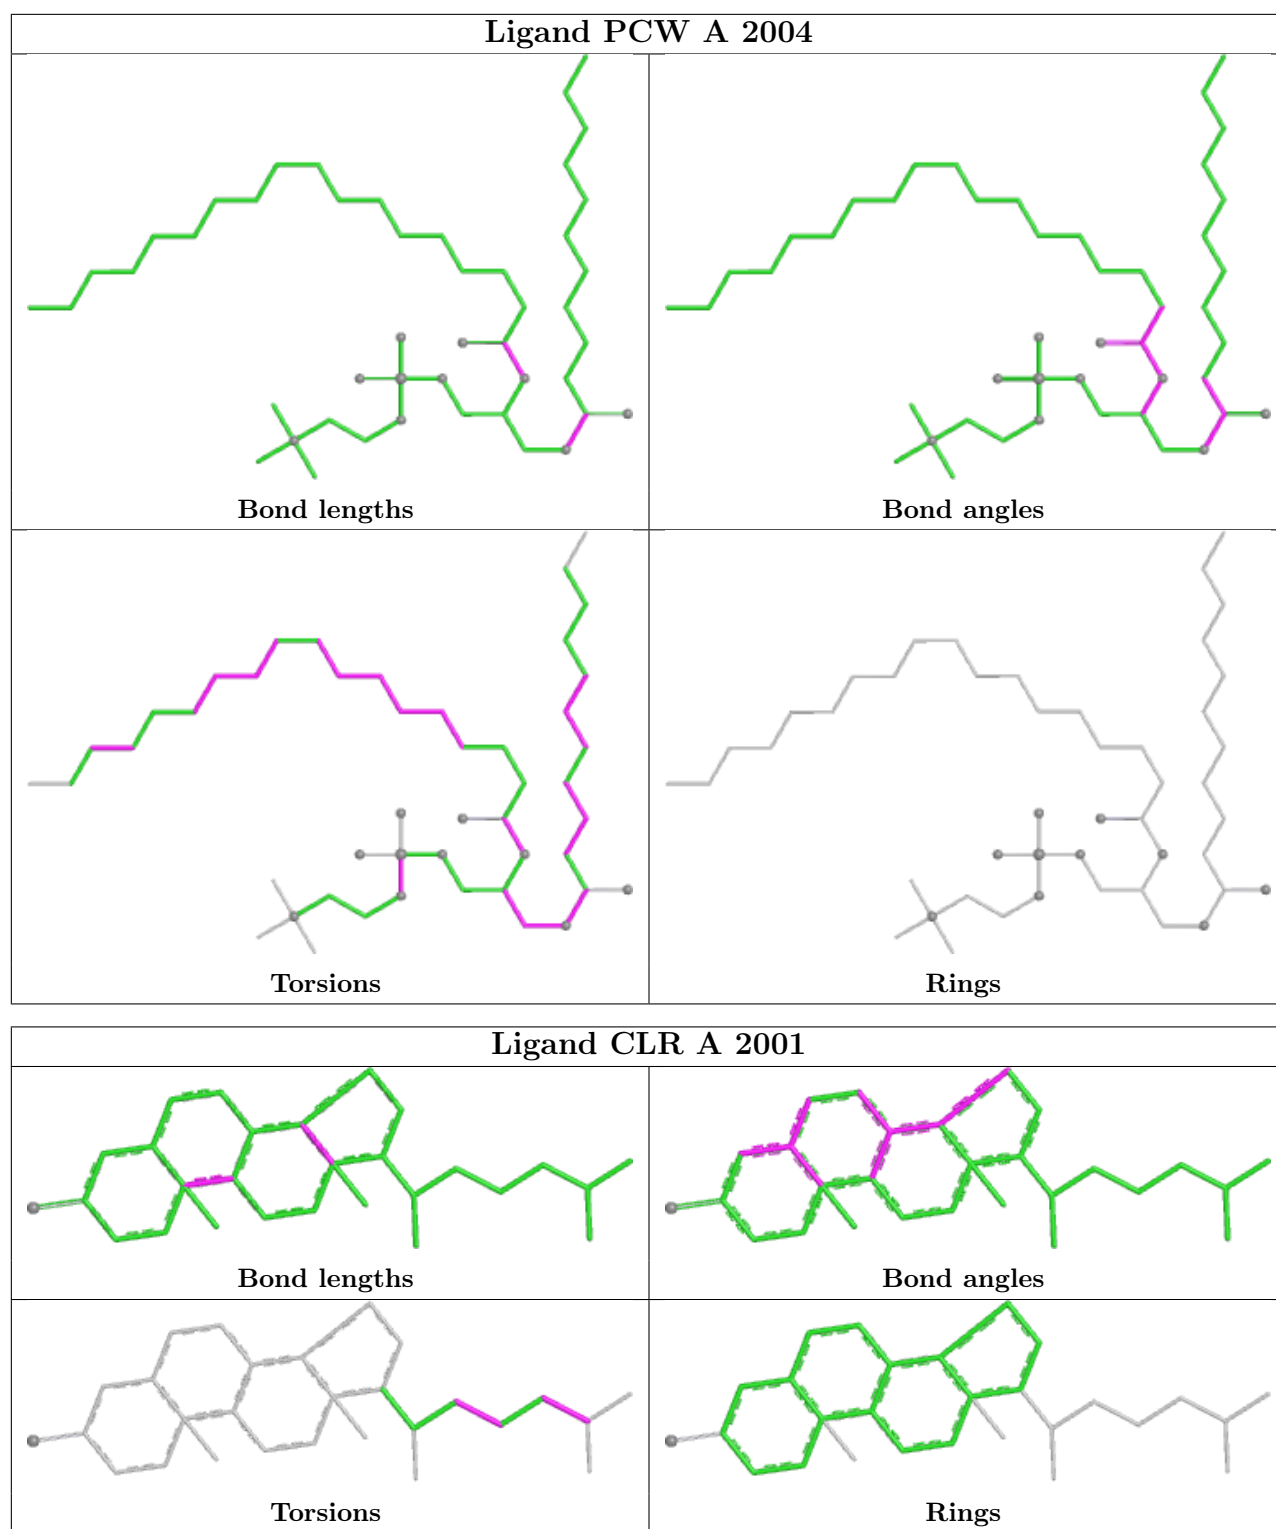 Ligand PCW A 2004
Bond lengths
Bond angles
Torsions
Rings
Ligand CLR A 2001
Bond lengths
Bond angles
Torsions
Rings